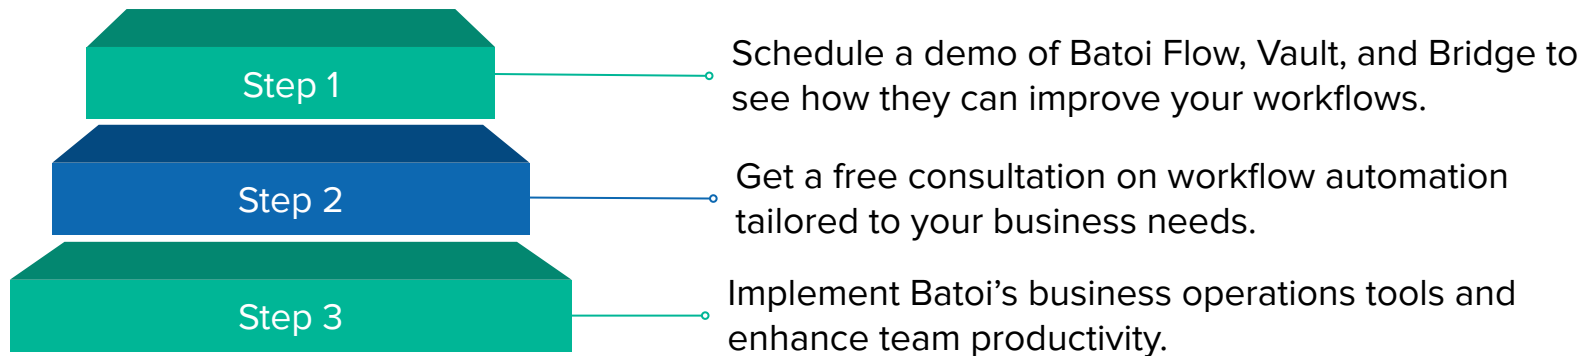 Step 1
Schedule a demo of Batoi Flow, Vault, and Bridge to
see how they can improve your workflows.
Step 2
Get a free consultation on workflow automation
tailored to your business needs.
Step 3
Implement Batoi’s business operations tools and
enhance team productivity.